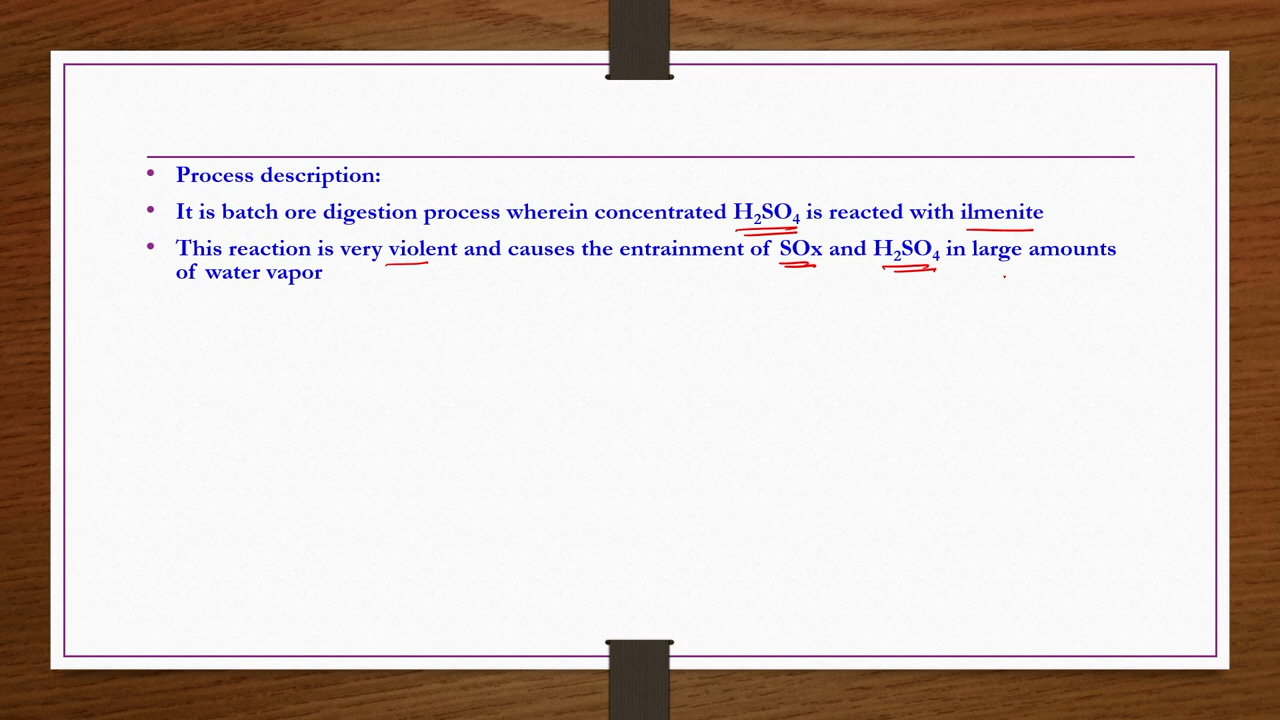 • Process description:
• It is batch ore digestion process wherein concentrated H₂SO₄ is reacted with ilmenite
• This reaction is very violent and causes the entrainment of SOx and H₂SO₄ in large amounts
of water vapor